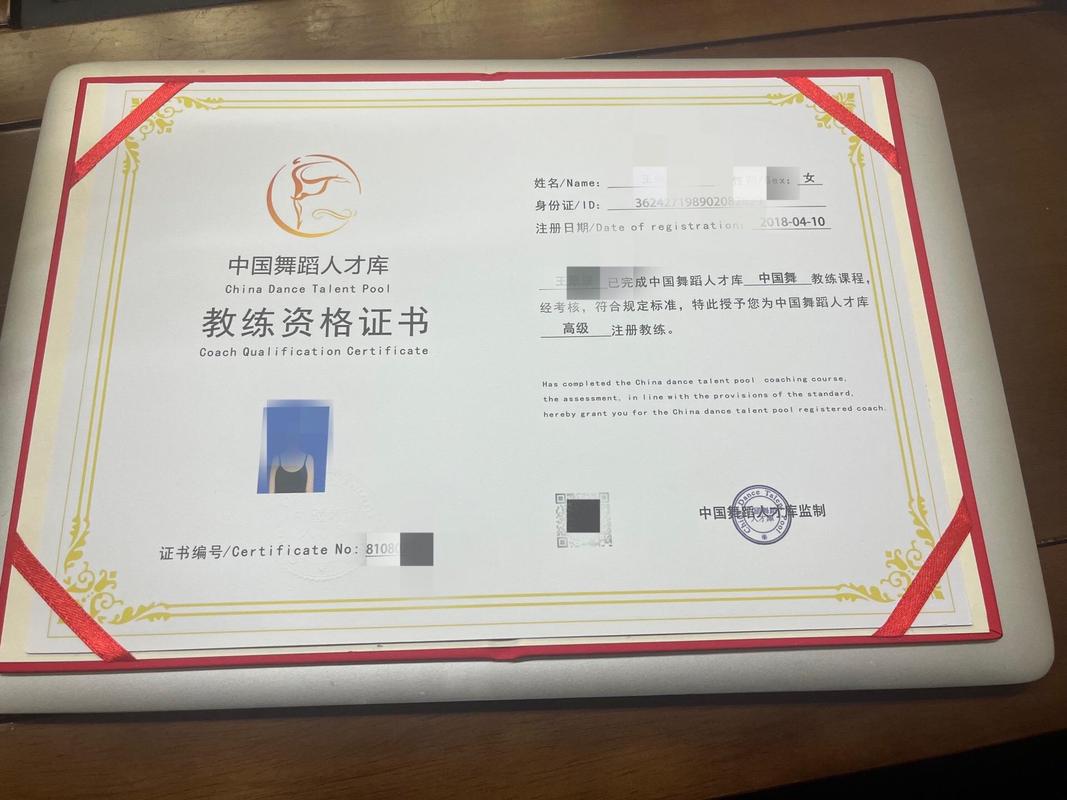 中国舞蹈人才库
China Dance Talent Pool
教练资格证书
Coach Qualification Certificate
证书编号/Certificate No:
姓名/Name:
Sex: 女
身份证/ID:
注册日期/Date of registration: 2018-04-10
已完成中国舞蹈人才库 中国舞 教练课程,
经考核,符合规定标准,特此授予您为中国舞蹈人才库
高级 注册教练。
Has completed the China dance talent pool coaching course,
the assessment, in line with the provisions of the standard,
hereby grant you for the China dance talent pool registered coach.
中国舞蹈人才库监制
China Dance Talent Pool